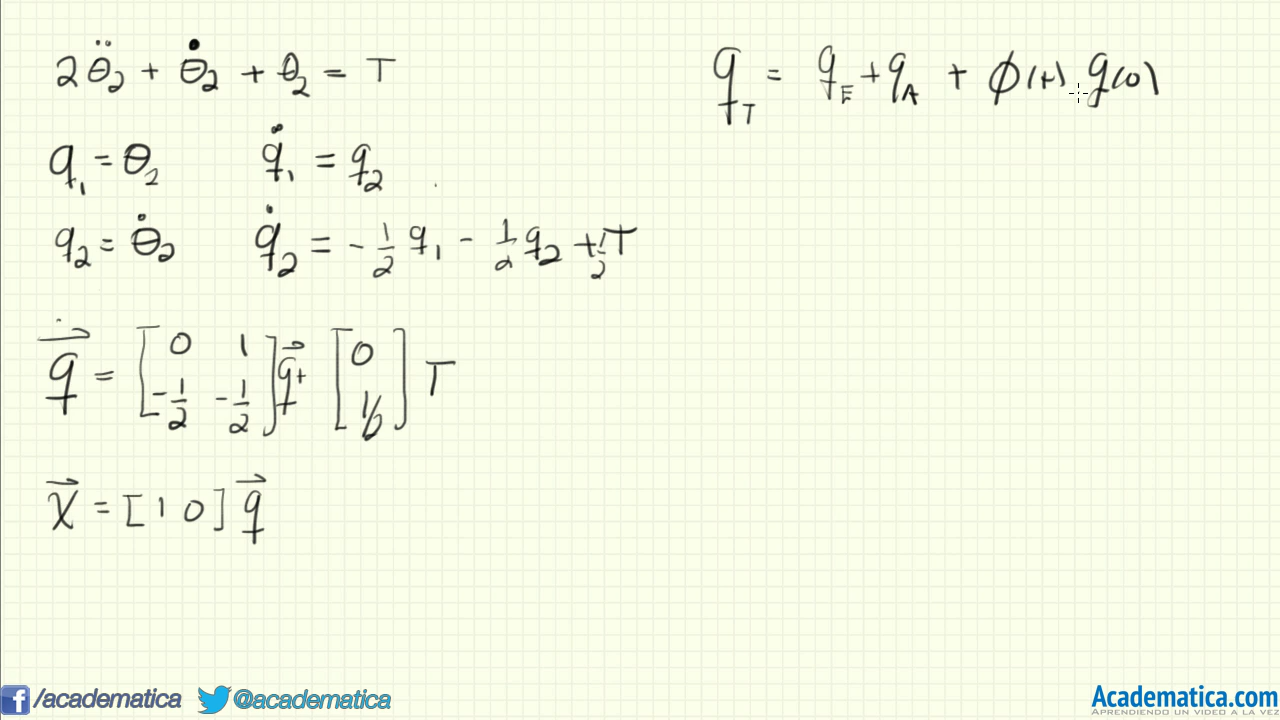 2θ̈₂ + θ̇₂ + θ₂ = T
q₁ = θ₂ q̇₁ = q₂
q₂ = θ̇₂ q̇₂ = -½ q₁ - ½ q₂ + ½ T
q⃗̇ = [0 1; -½ -½] q⃗ + [0; ½] T
χ⃗ = [1 0] q⃗
q_T = q_E + q_A + ϕ(t) q(0)
/academatica @academatica
Academatica.com
APRENDIENDO UN VIDEO A LA VEZ